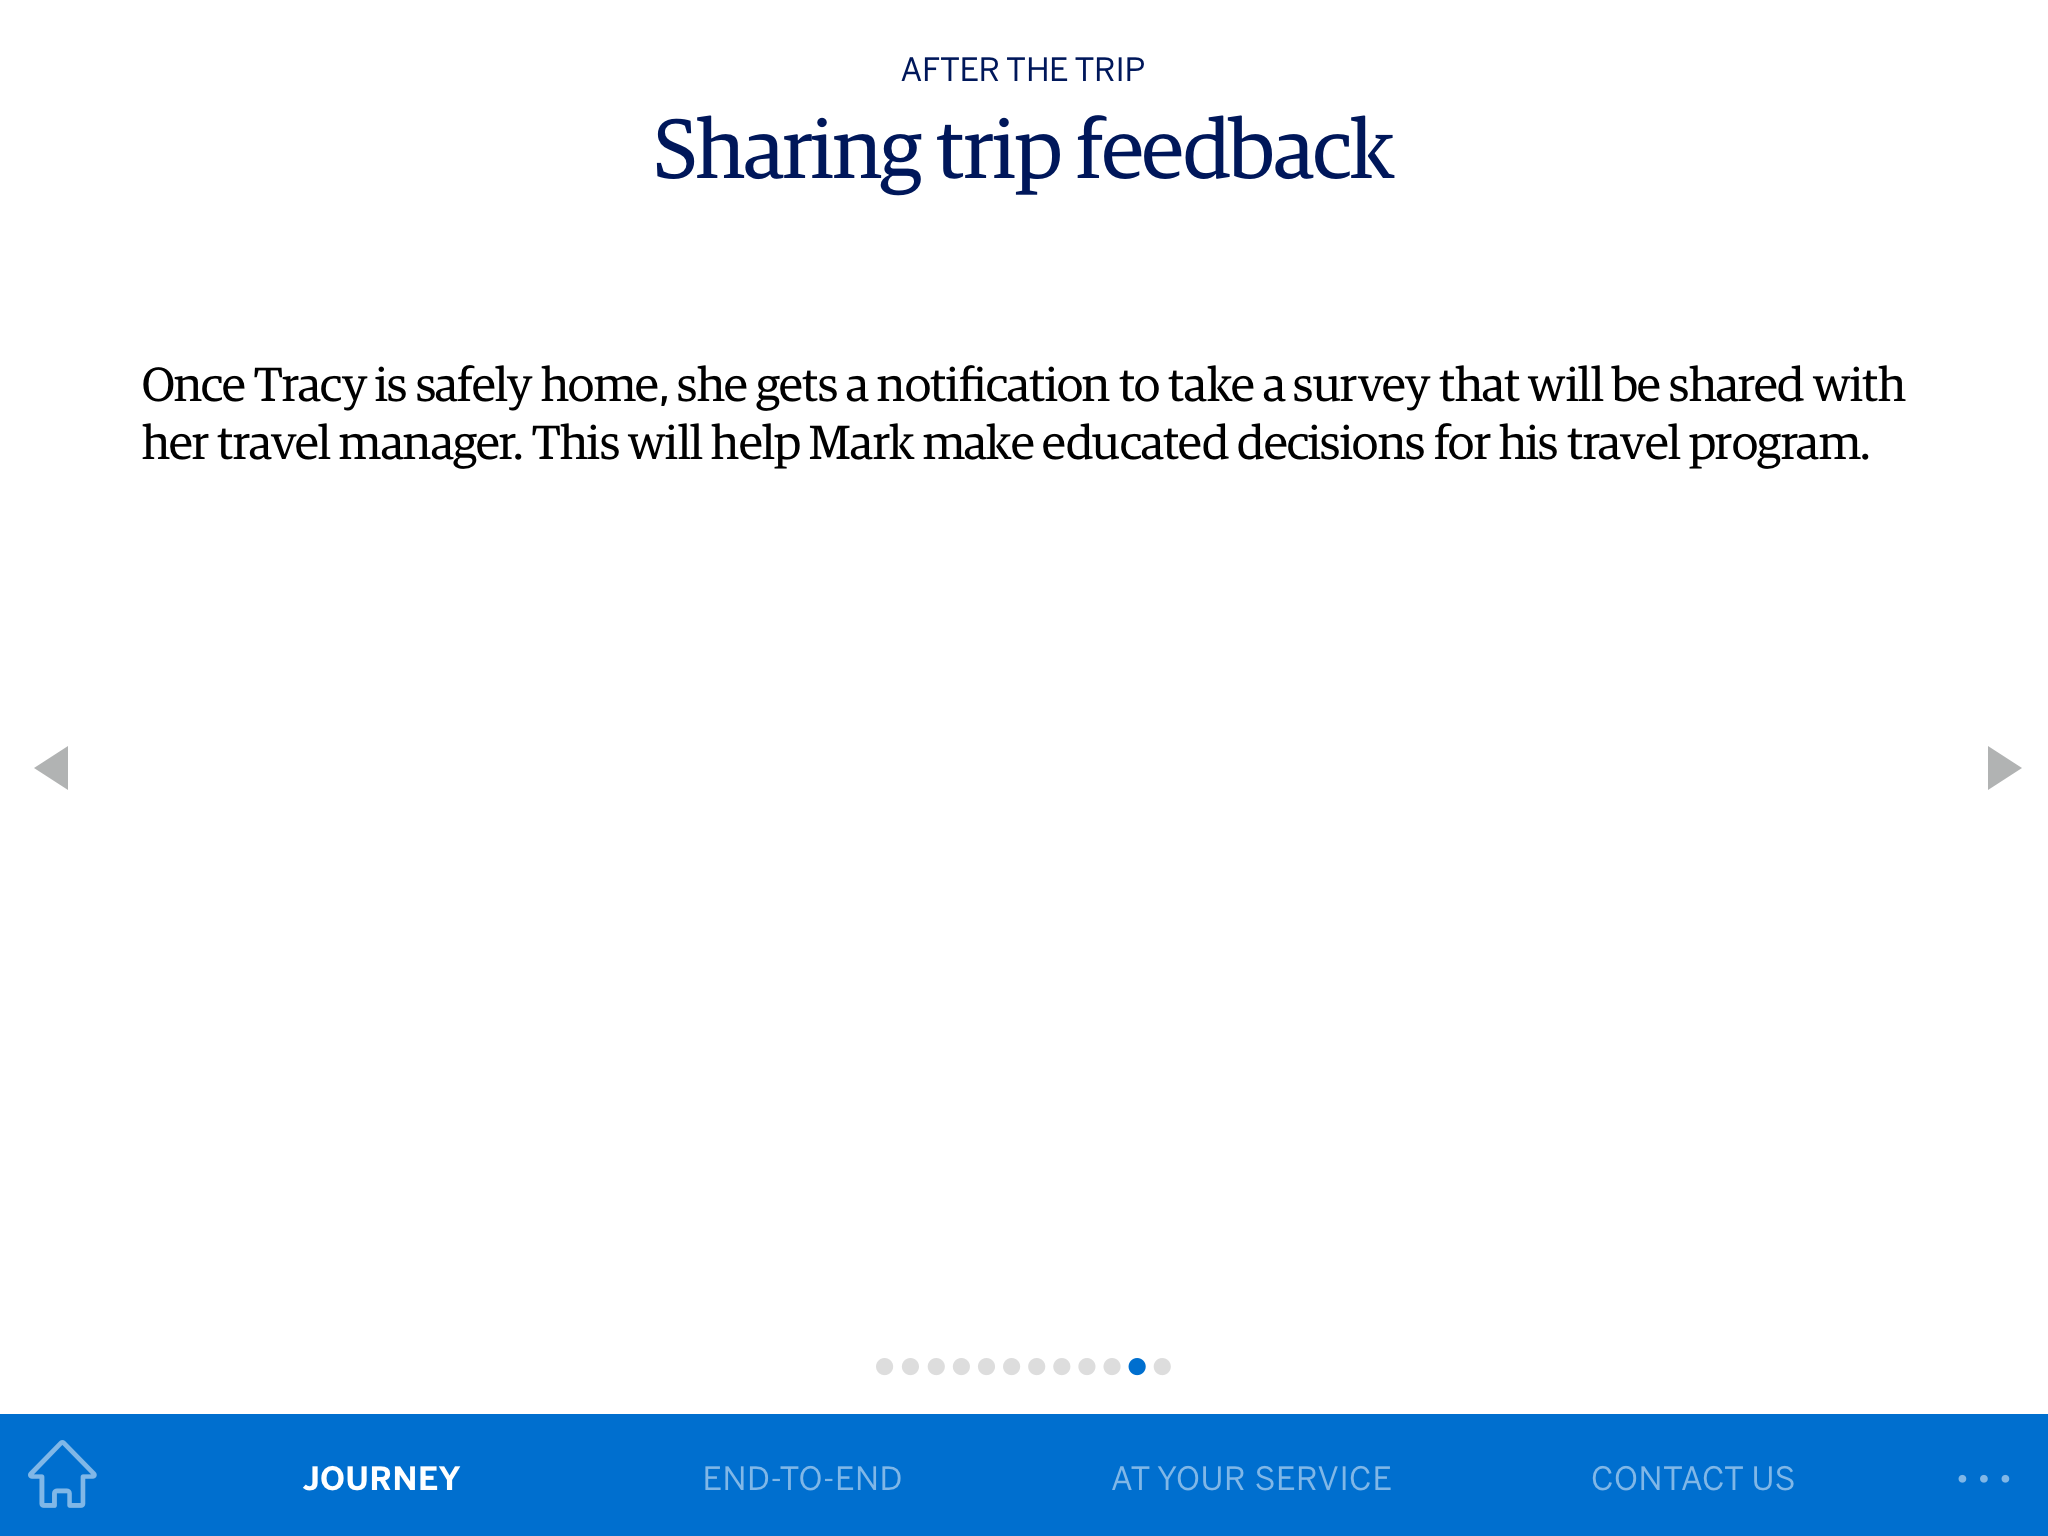 AFTER THE TRIP
Sharing trip feedback
Once Tracy is safely home, she gets a notification to take a survey that will be shared with
her travel manager. This will help Mark make educated decisions for his travel program.
JOURNEY
END-TO-END
AT YOUR SERVICE
CONTACT US